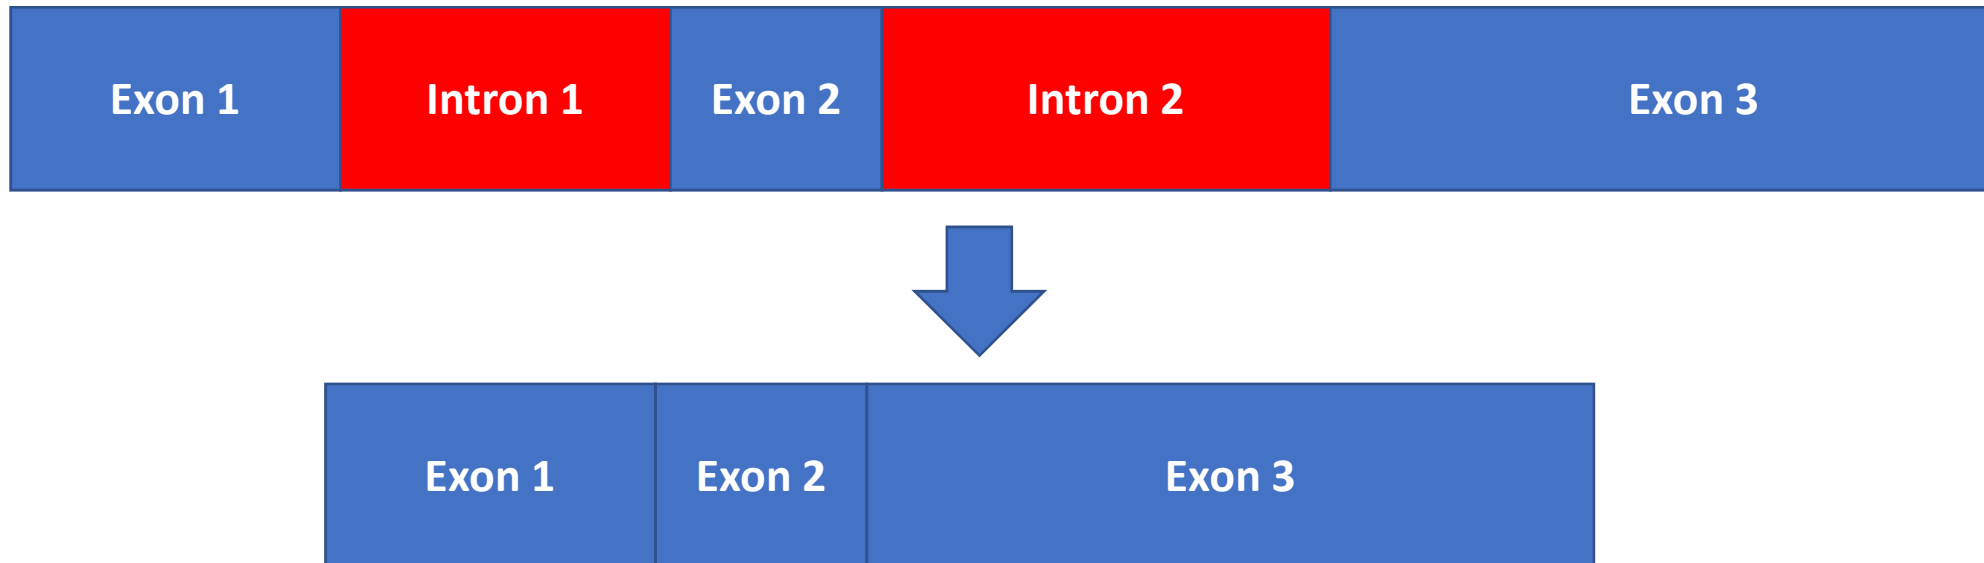 Exon 1 Intron 1 Exon 2 Intron 2 Exon 3
Exon 1 Exon 2 Exon 3